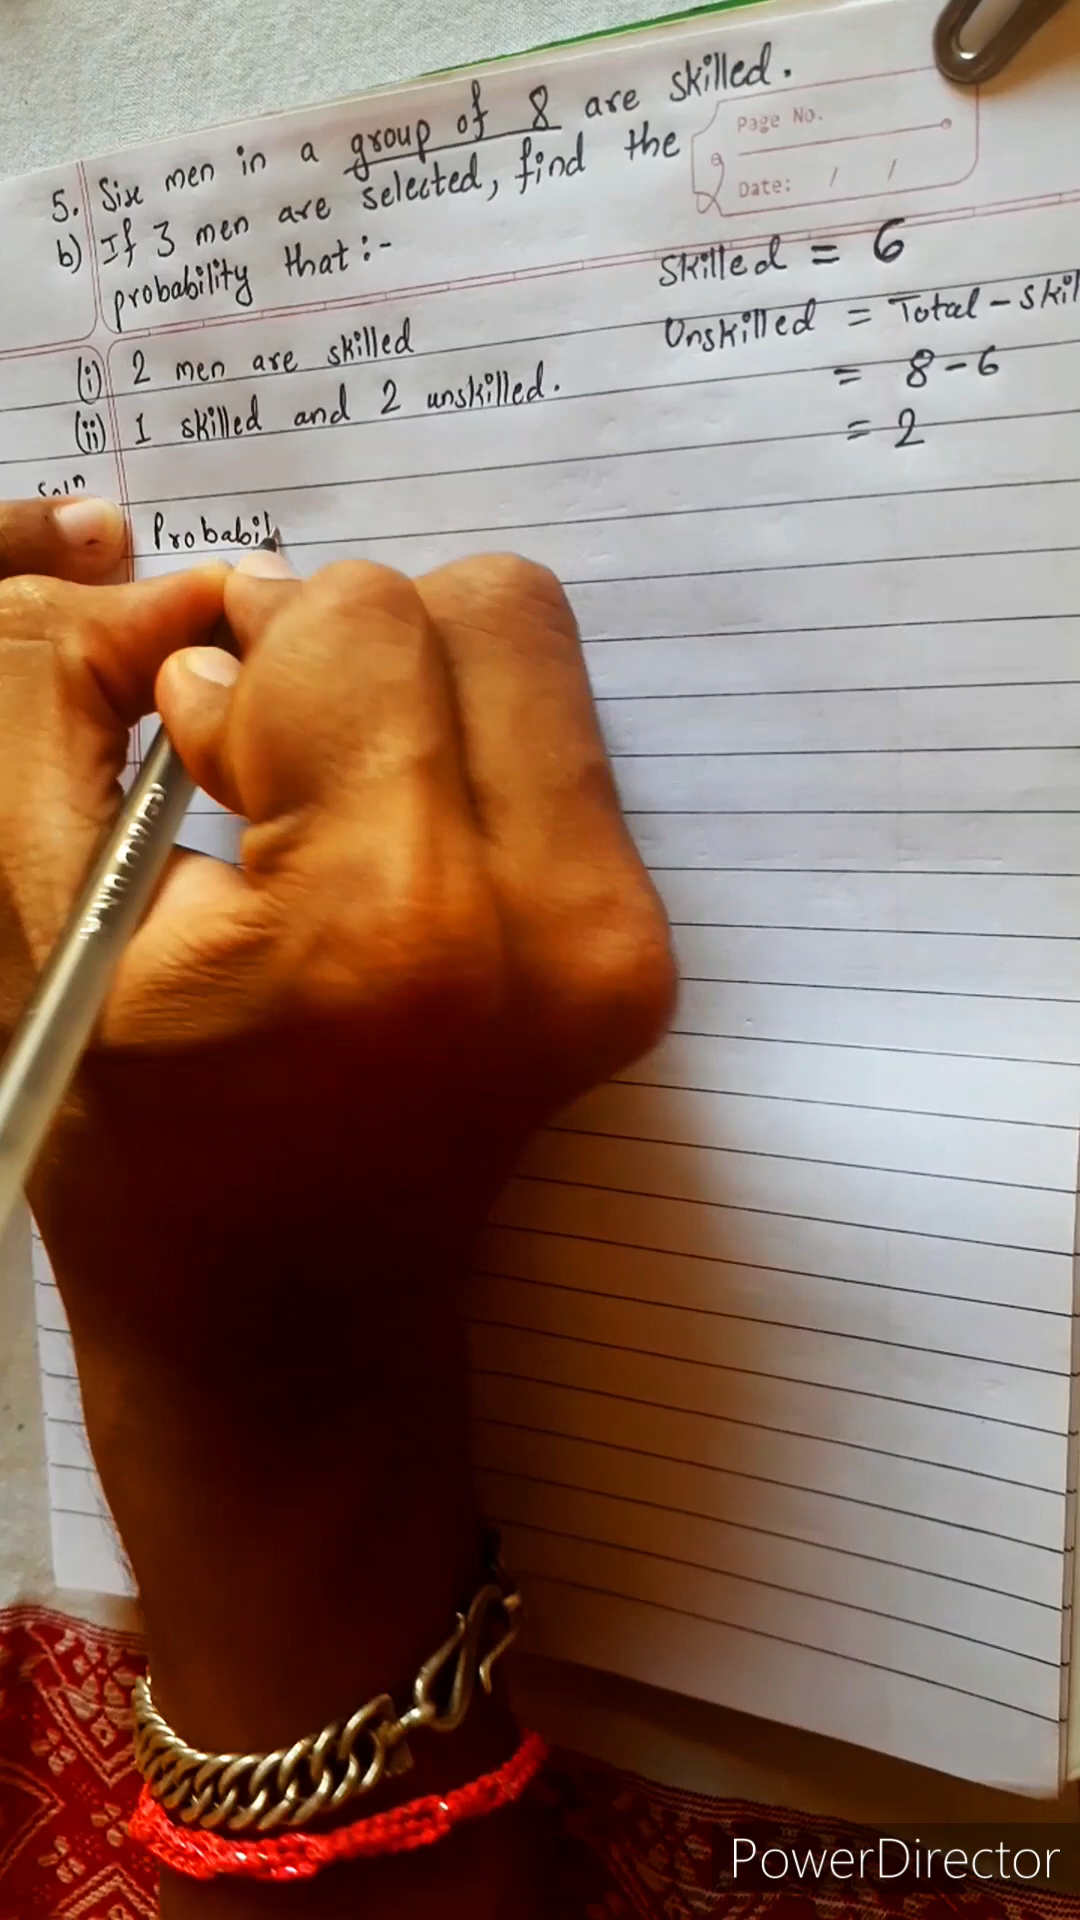 5. Six men in a group of 8 are skilled.
b) If 3 men are selected, find the
probability that :-
Page No.
Date: / /
(i) 2 men are skilled
(ii) 1 skilled and 2 unskilled.
Skilled = 6
Unskilled = Total - Skil
= 8-6
= 2
Soln
Probabil
PowerDirector